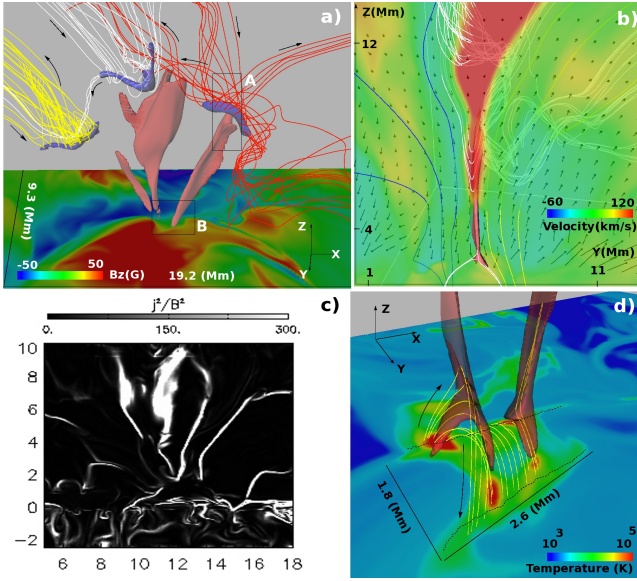 a)
A
B
9.3 (Mm)
-50 50
Bz(G)
19.2 (Mm)
Z
X
Y
b)
Z(Mm)
12
4
-60 120
Velocity(km/s)
Y(Mm)
1 11
c)
j²/B²
0. 150. 300.
10
8
6
4
2
0
-2
6 8 10 12 14 16 18
d)
Z
X
Y
1.8 (Mm)
2.6 (Mm)
10³ 10⁵
Temperature (K)